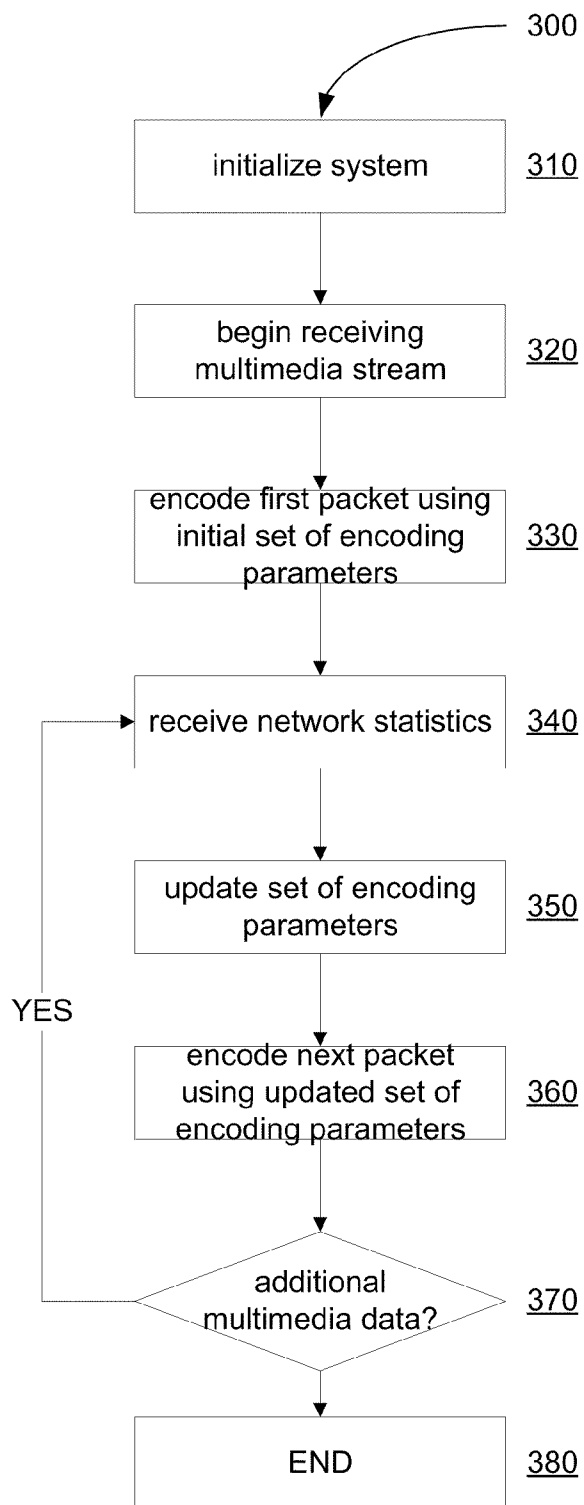 300
initialize system
310
begin receiving
multimedia stream
320
encode first packet using
initial set of encoding
parameters
330
receive network statistics
340
update set of encoding
parameters
350
YES
encode next packet
using updated set of
encoding parameters
360
additional
multimedia data?
370
END
380